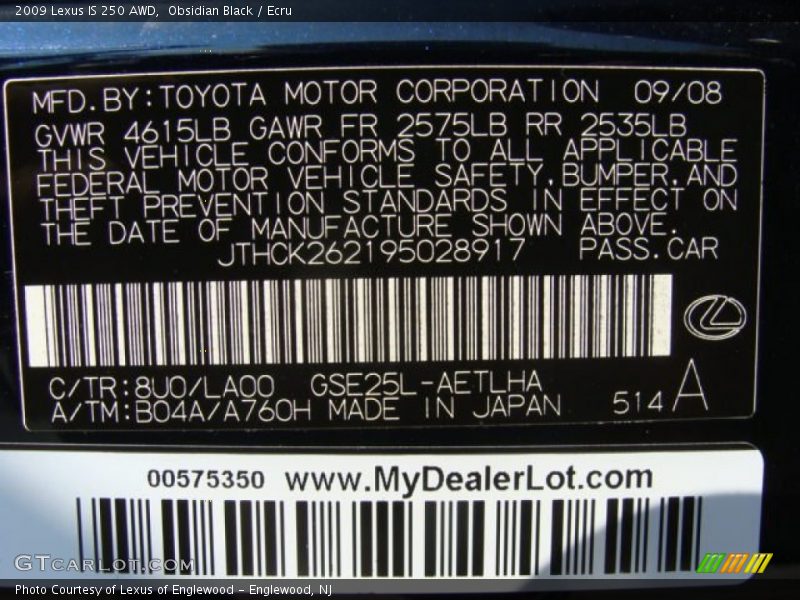 2009 Lexus IS 250 AWD,  Obsidian Black / Ecru
MFD.BY:TOYOTA MOTOR CORPORATION 09/08
GVWR 4615LB GAWR FR 2575LB RR 2535LB
THIS VEHICLE CONFORMS TO ALL APPLICABLE
FEDERAL MOTOR VEHICLE SAFETY,BUMPER,AND
THEFT PREVENTION STANDARDS IN EFFECT ON
THE DATE OF MANUFACTURE SHOWN ABOVE.
JTHCK262195028917 PASS.CAR
C/TR:8U0/LA00 GSE25L-AETLHA
A/TM:B04A/A760H MADE IN JAPAN 514 A
00575350 www.MyDealerLot.com
GTcarlot.com
Photo Courtesy of Lexus of Englewood – Englewood, NJ